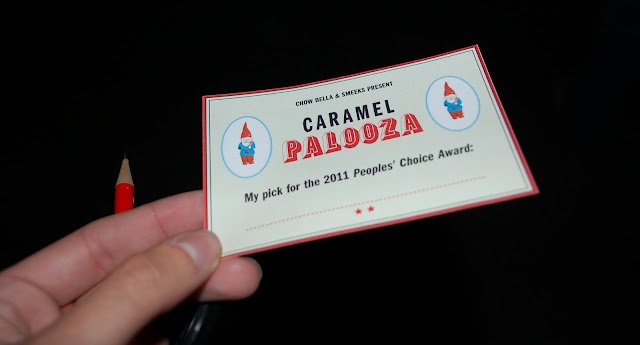 CHOW BELLA & SMEEKS PRESENT
CARAMEL
PALOOZA
My pick for the 2011 Peoples' Choice Award: